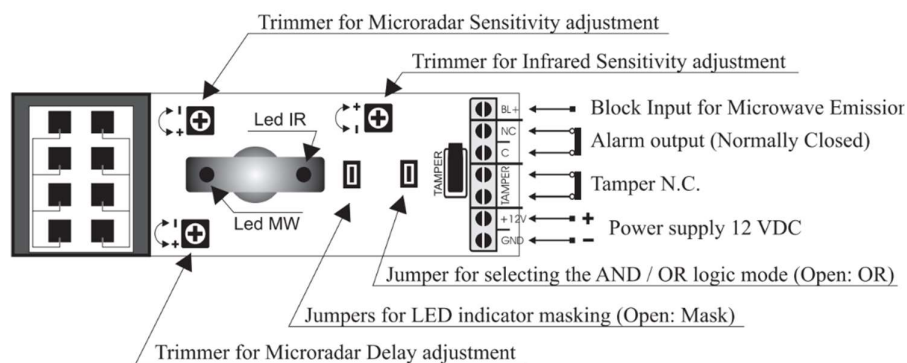 Trimmer for Microradar Sensitivity adjustment
Trimmer for Infrared Sensitivity adjustment
Led IR
Led MW
TAMPER
BL+
NC
C
TAMPER
+12V
GND
Block Input for Microwave Emission
Alarm output (Normally Closed)
Tamper N.C.
+
Power supply 12 VDC
−
Jumper for selecting the AND / OR logic mode (Open: OR)
Jumpers for LED indicator masking (Open: Mask)
Trimmer for Microradar Delay adjustment